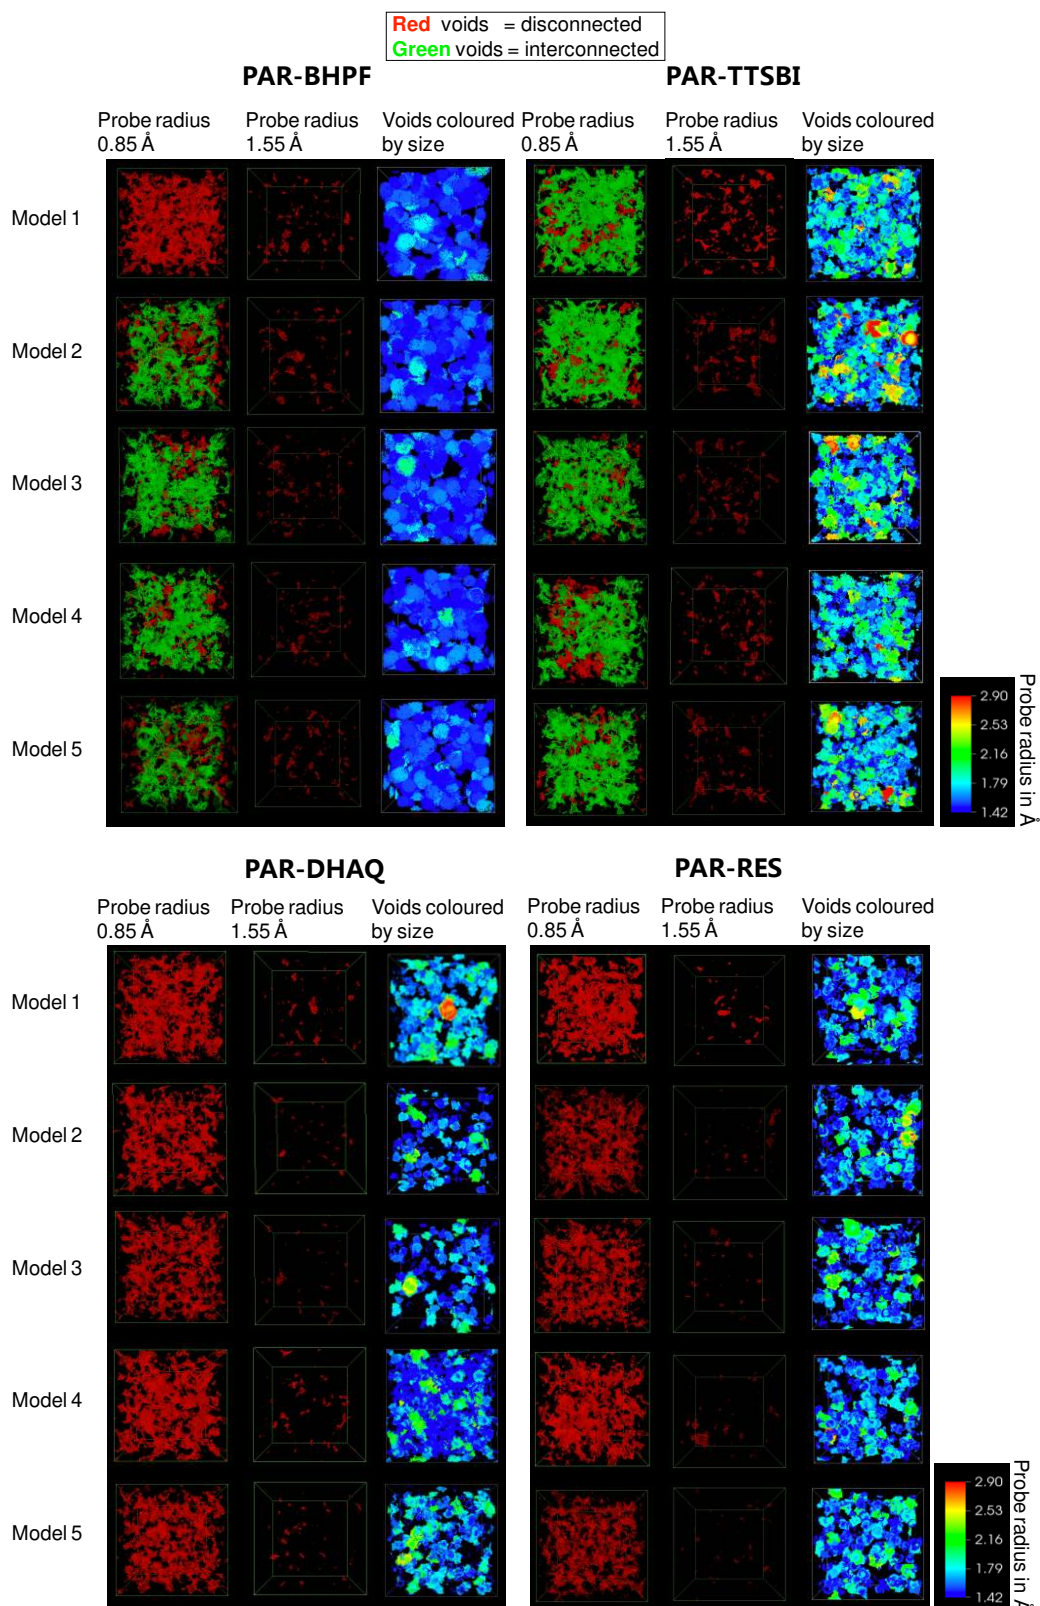 Red voids = disconnected
Green voids = interconnected
PAR-BHPF
PAR-TTSBI
Probe radius 0.85 Å
Probe radius 1.55 Å
Voids coloured by size
Probe radius 0.85 Å
Probe radius 1.55 Å
Voids coloured by size
Model 1
Model 2
Model 3
Model 4
Model 5
2.90
2.53
2.16
1.79
1.42
Probe radius in Å
PAR-DHAQ
PAR-RES
Probe radius 0.85 Å
Probe radius 1.55 Å
Voids coloured by size
Probe radius 0.85 Å
Probe radius 1.55 Å
Voids coloured by size
Model 1
Model 2
Model 3
Model 4
Model 5
2.90
2.53
2.16
1.79
1.42
Probe radius in Å